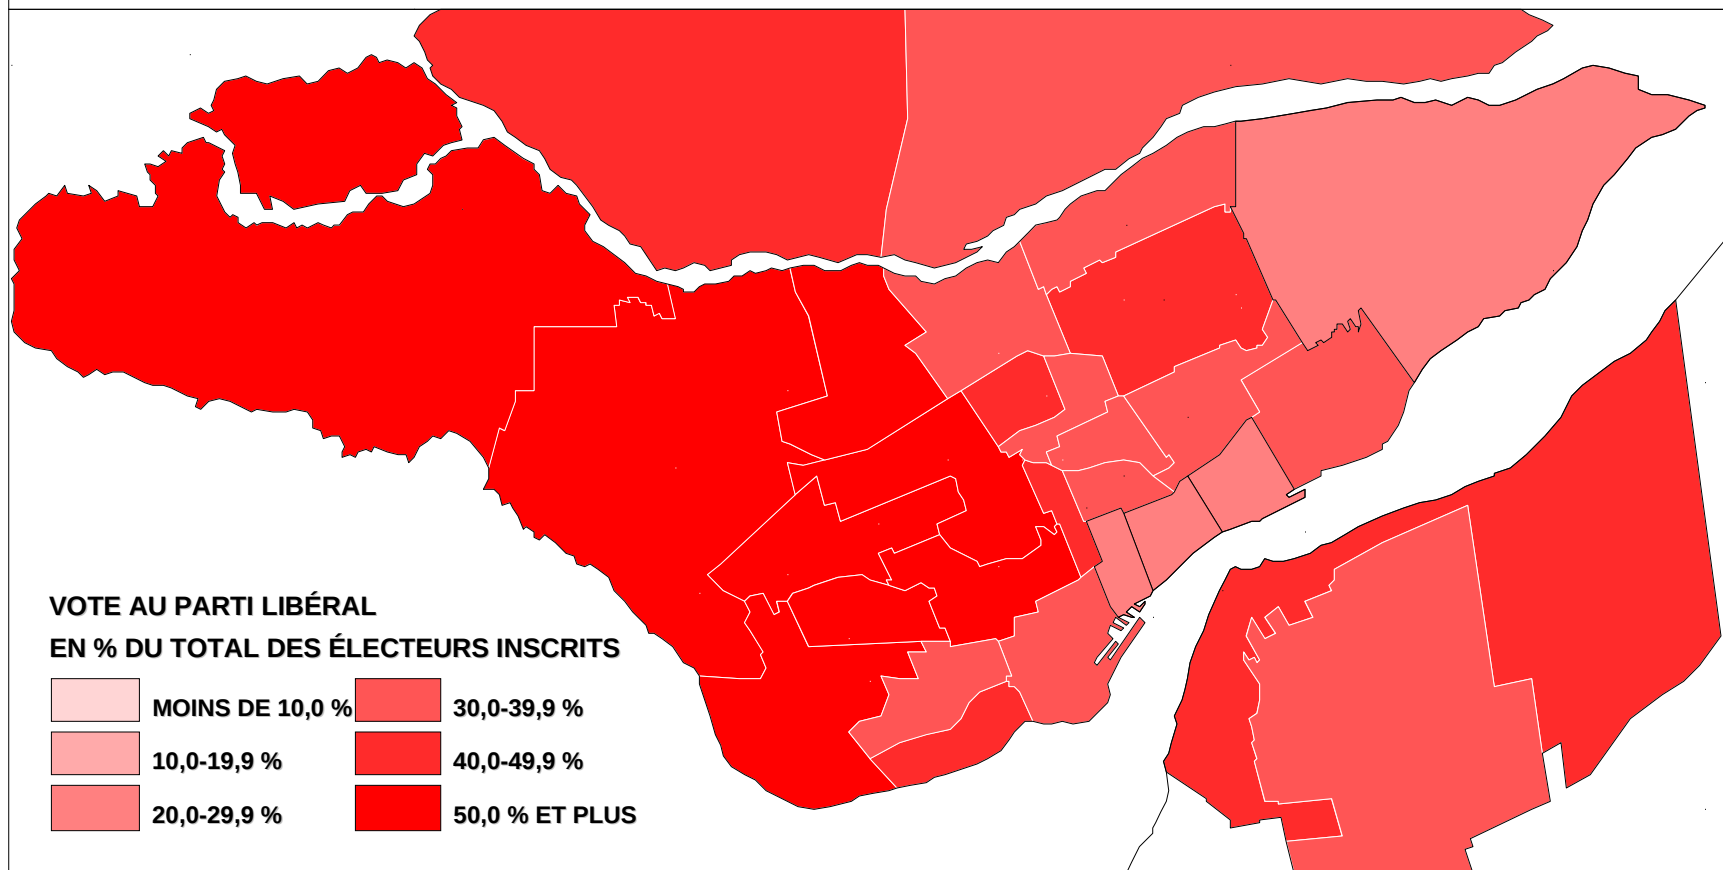 VOTE AU PARTI LIBÉRAL
EN % DU TOTAL DES ÉLECTEURS INSCRITS
MOINS DE 10,0 %
10,0-19,9 %
20,0-29,9 %
30,0-39,9 %
40,0-49,9 %
50,0 % ET PLUS